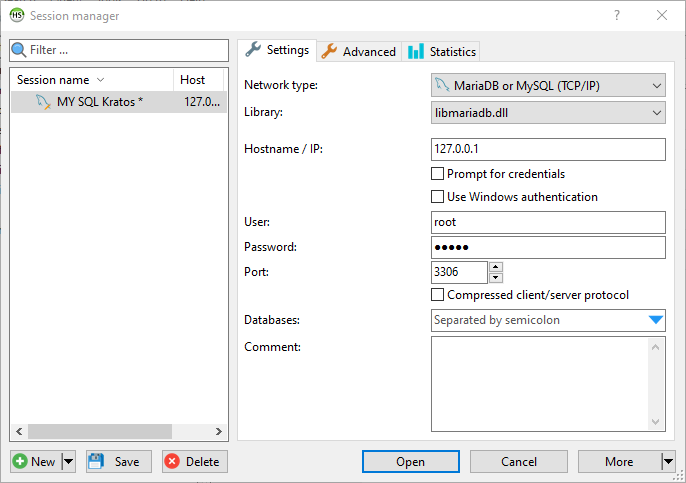 HS Session manager
Filter ...
Session name Host
MY SQL Kratos * 127.0...
Settings Advanced Statistics
Network type: MariaDB or MySQL (TCP/IP)
Library: libmariadb.dll
Hostname / IP: 127.0.0.1
Prompt for credentials
Use Windows authentication
User: root
Password: ●●●●●
Port: 3306
Compressed client/server protocol
Databases: Separated by semicolon
Comment:
New Save Delete Open Cancel More